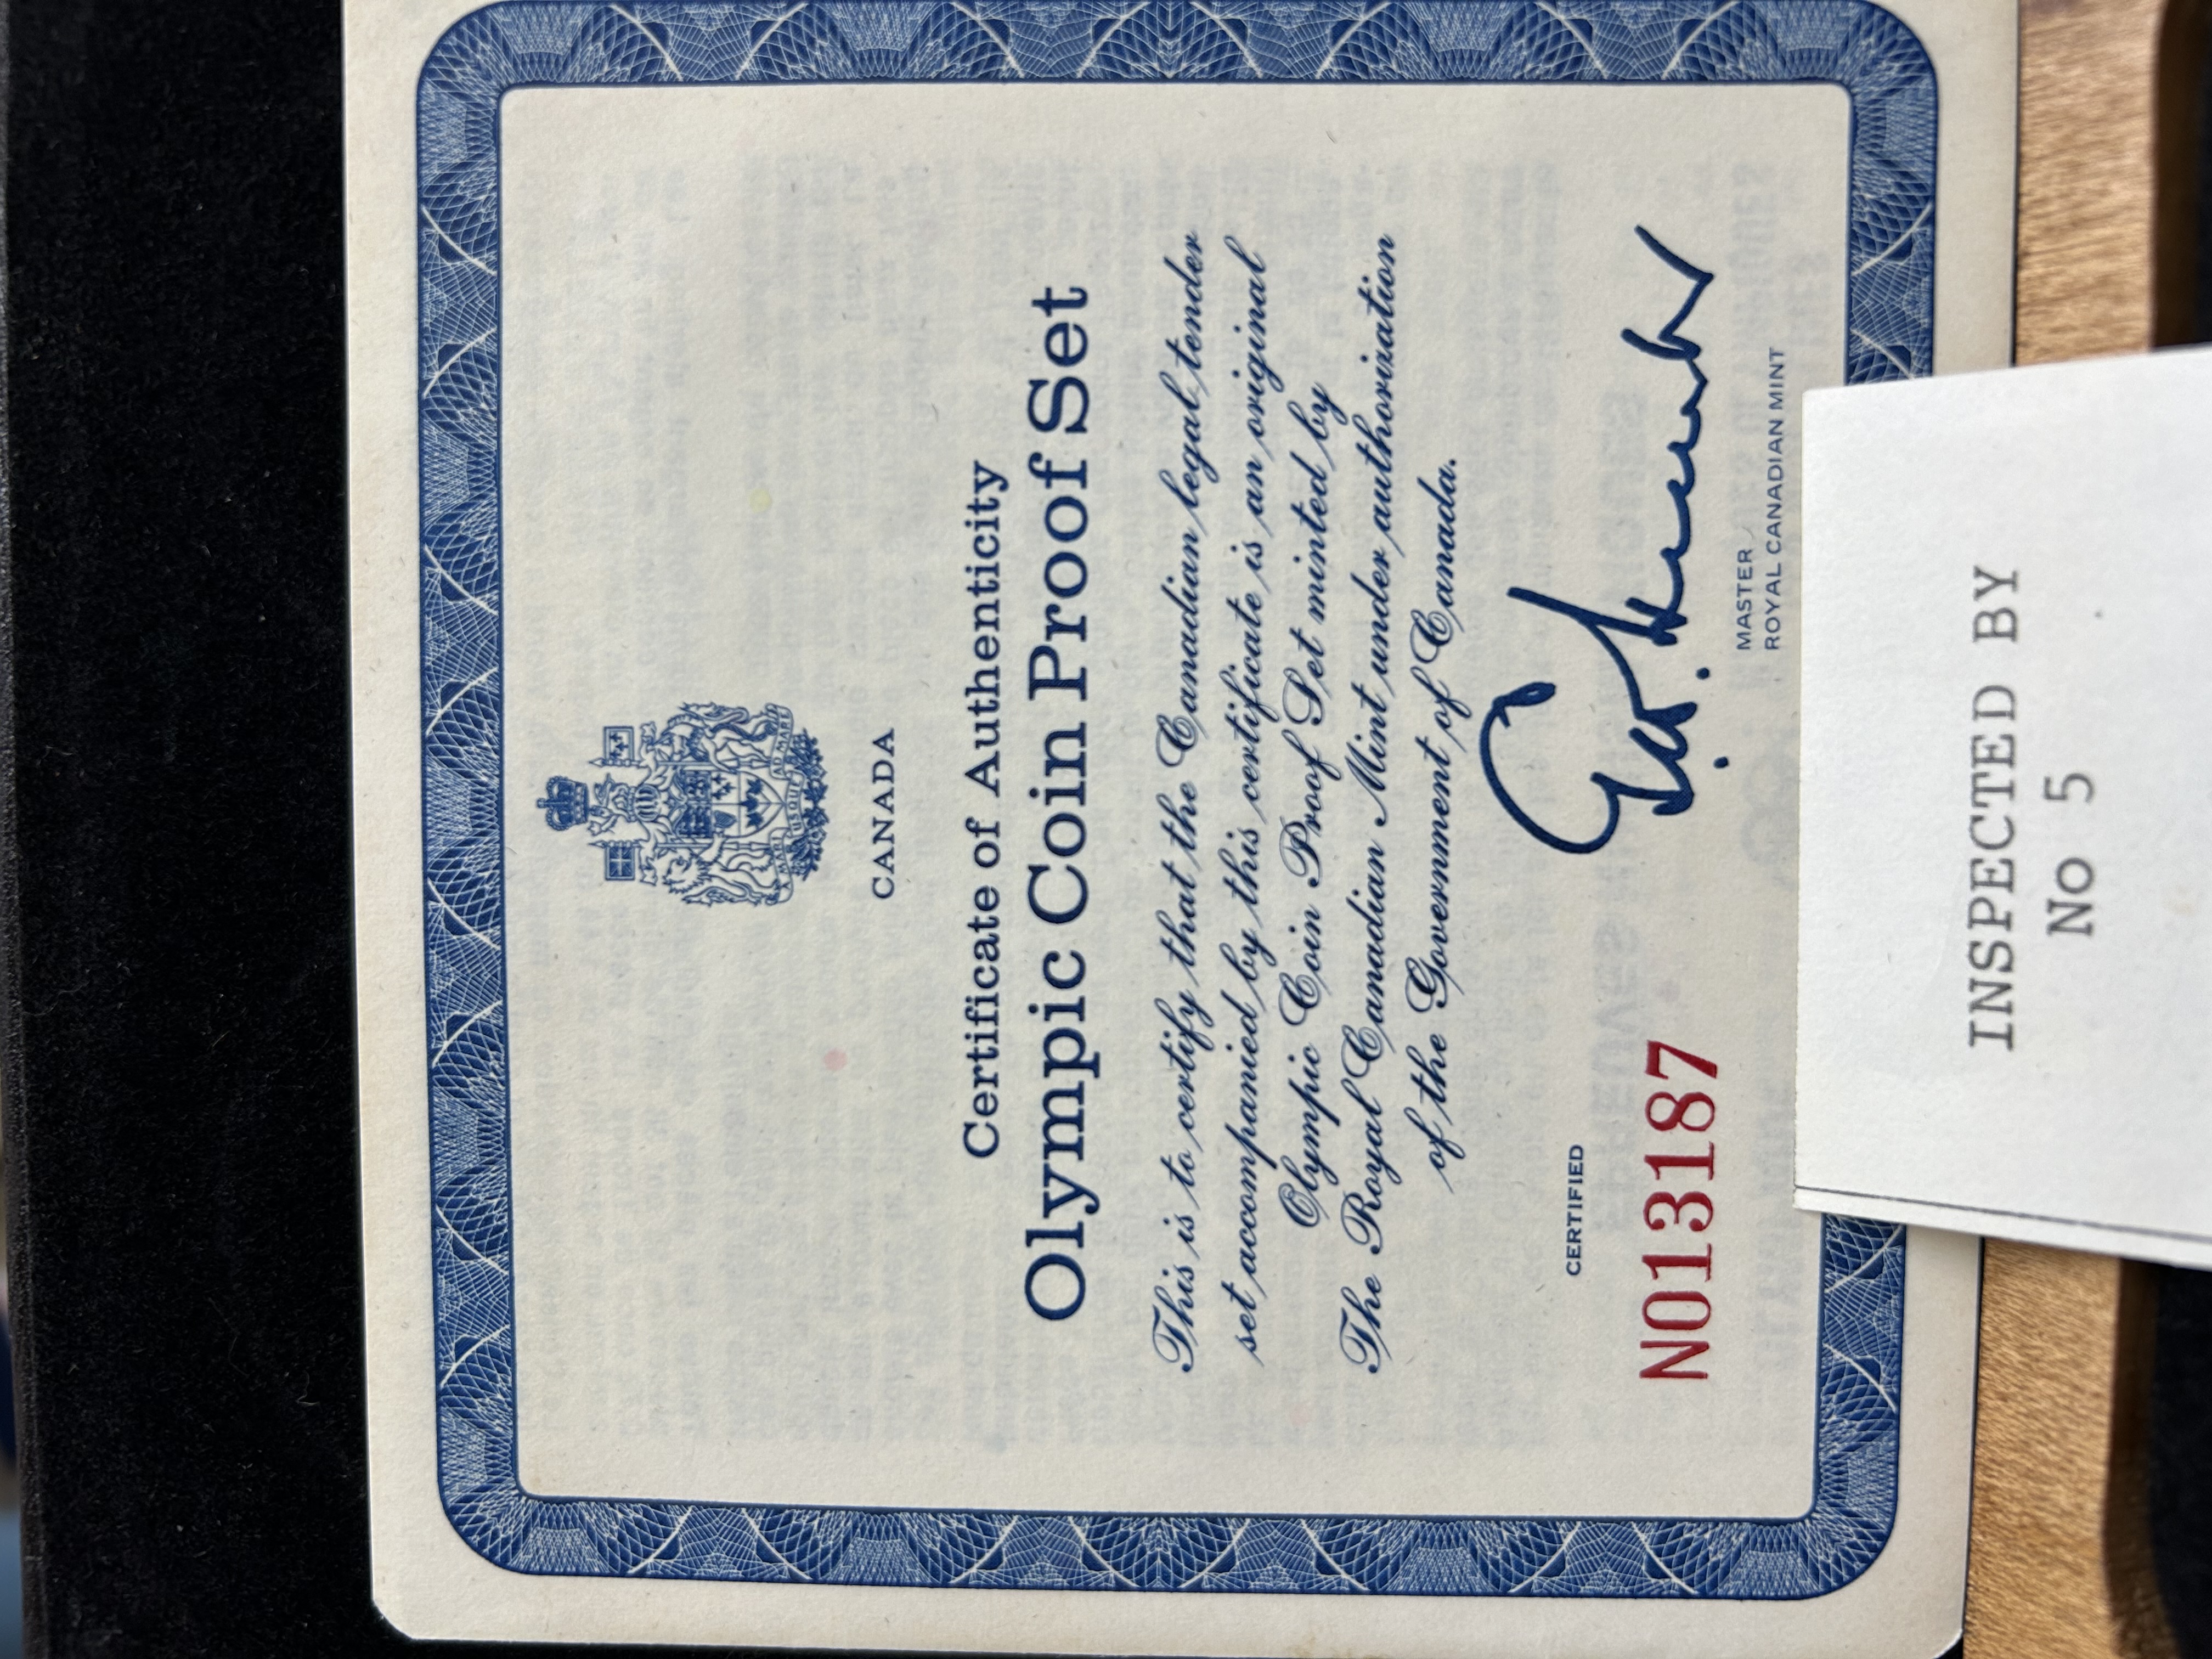 CANADA
Certificate of Authenticity
Olympic Coin Proof Set
This is to certify that the Canadian legal tender
set accompanied by this certificate is an original
Olympic Coin Proof Set minted by
The Royal Canadian Mint under authorization
of the Government of Canada.
CERTIFIED
N013187
MASTER
ROYAL CANADIAN MINT
INSPECTED BY
No 5